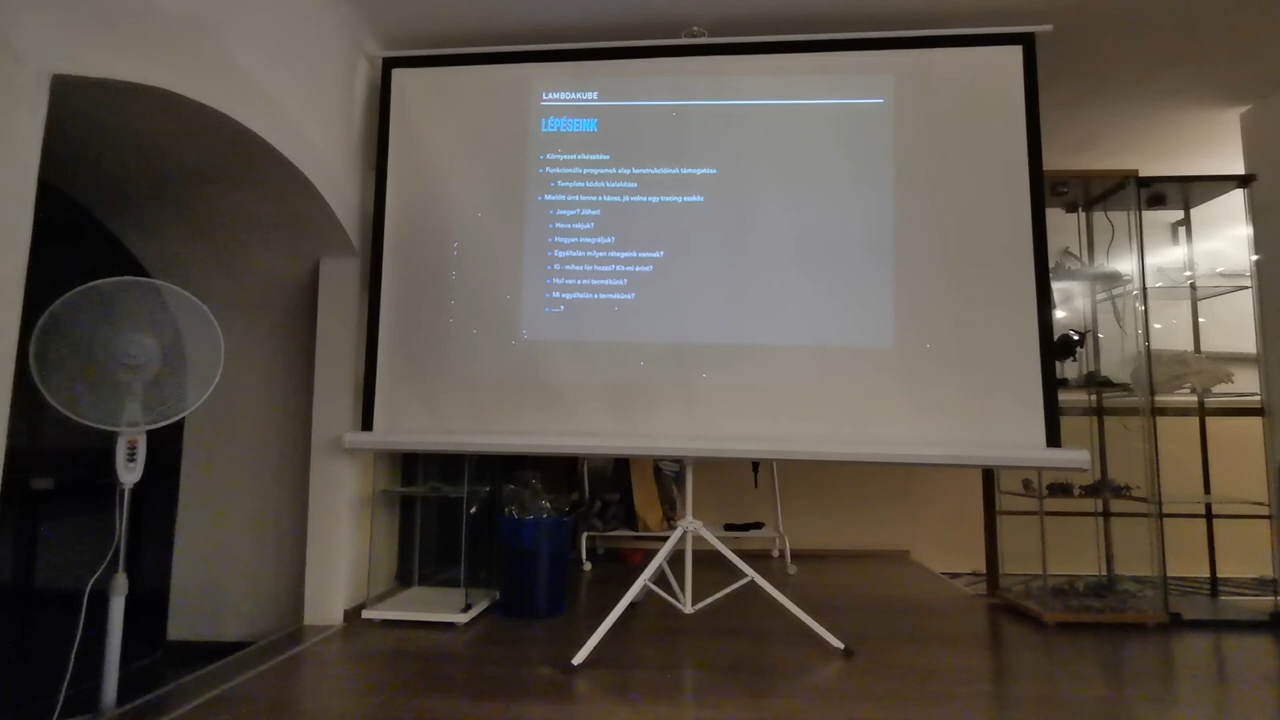 LAMBDAKUBE
LÉPÉSEINK
Környezet elkészítése
Funkcionális programok alap konstrukcióinak támogatása
Template kódok kialakítása
Mielőtt úrrá lenne a káosz, jó volna egy tracing eszköz
Jaeger? Jöhet!
Hova rakjuk?
Hogyan integráljuk?
Egyáltalán milyen rétegeink vannak?
IG - mihez fér hozzá? Kit-mi érint?
Hol van a mi termékünk?
Mi egyáltalán a termékünk?
....?